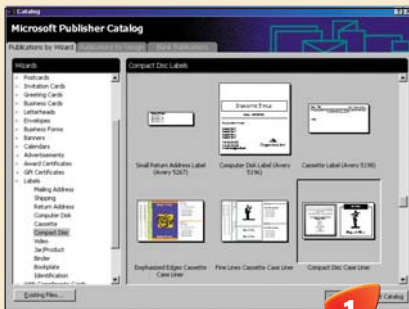 Catalog
Microsoft Publisher Catalog
Publications by Wizard
Publications by Design
Blank Publications
Wizards
Postcards
Invitation Cards
Greeting Cards
Business Cards
Letterheads
Envelopes
Business Forms
Banners
Calendars
Advertisements
Award Certificates
Gift Certificates
Labels
Mailing Address
Shipping
Return Address
Computer Disk
Cassette
Compact Disc
Video
Jar/Product
Binder
Bookplate
Identification
With Compliments Cards
Existing Files...
Compact Disc Labels
Small Return Address Label
(Avery 5267)
Computer Disk Label (Avery
5196)
Cassette Label (Avery 5198)
Emphasized Edges Cassette
Case Liner
Fine Lines Cassette Case Liner
Compact Disc Case Liner
Catalog
1